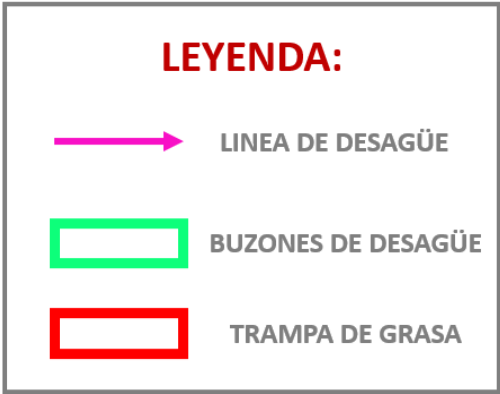 LEYENDA:
LINEA DE DESAGÜE
BUZONES DE DESAGÜE
TRAMPA DE GRASA